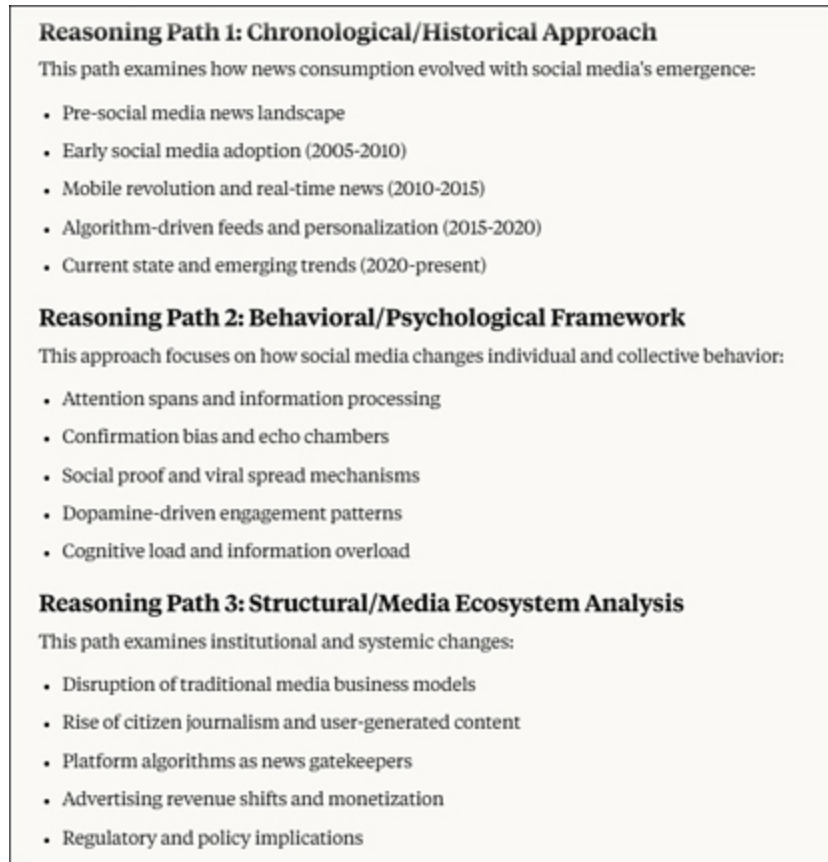 Reasoning Path 1: Chronological/Historical Approach
This path examines how news consumption evolved with social media's emergence:
• Pre-social media news landscape
• Early social media adoption (2005-2010)
• Mobile revolution and real-time news (2010-2015)
• Algorithm-driven feeds and personalization (2015-2020)
• Current state and emerging trends (2020-present)
Reasoning Path 2: Behavioral/Psychological Framework
This approach focuses on how social media changes individual and collective behavior:
• Attention spans and information processing
• Confirmation bias and echo chambers
• Social proof and viral spread mechanisms
• Dopamine-driven engagement patterns
• Cognitive load and information overload
Reasoning Path 3: Structural/Media Ecosystem Analysis
This path examines institutional and systemic changes:
• Disruption of traditional media business models
• Rise of citizen journalism and user-generated content
• Platform algorithms as news gatekeepers
• Advertising revenue shifts and monetization
• Regulatory and policy implications